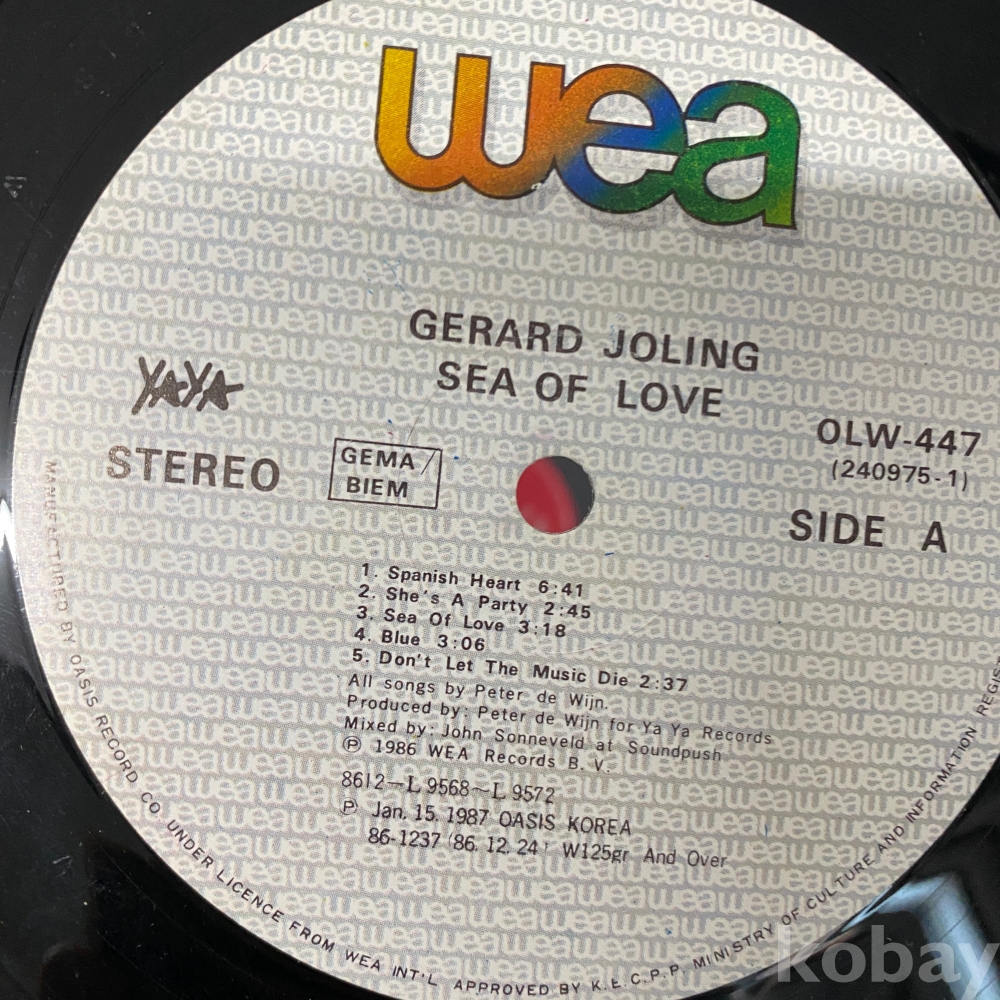 wea
GERARD JOLING
SEA OF LOVE
YA-YA
STEREO
GEMA/
BIEM
OLW-447
(240975-1)
SIDE A
1. Spanish Heart 6:41
2. She's A Party 2:45
3. Sea Of Love 3:18
4. Blue 3:06
5. Don't Let The Music Die 2:37
All songs by Peter de Wijn.
Produced by: Peter de Wijn for Ya Ya Records
Mixed by: John Sonneveld at Soundpush
℗ 1986 WEA Records B. V.
8612-L 9568~L 9572
℗ Jan. 15. 1987 OASIS KOREA
86-1237 (86. 12. 24) W125gr And Over
MANUFACTURED BY OASIS RECORD CO. UNDER LICENCE FROM WEA INT'L APPROVED BY K.E.C.P.P. MINISTRY OF CULTURE AND INFORMATION
kobay